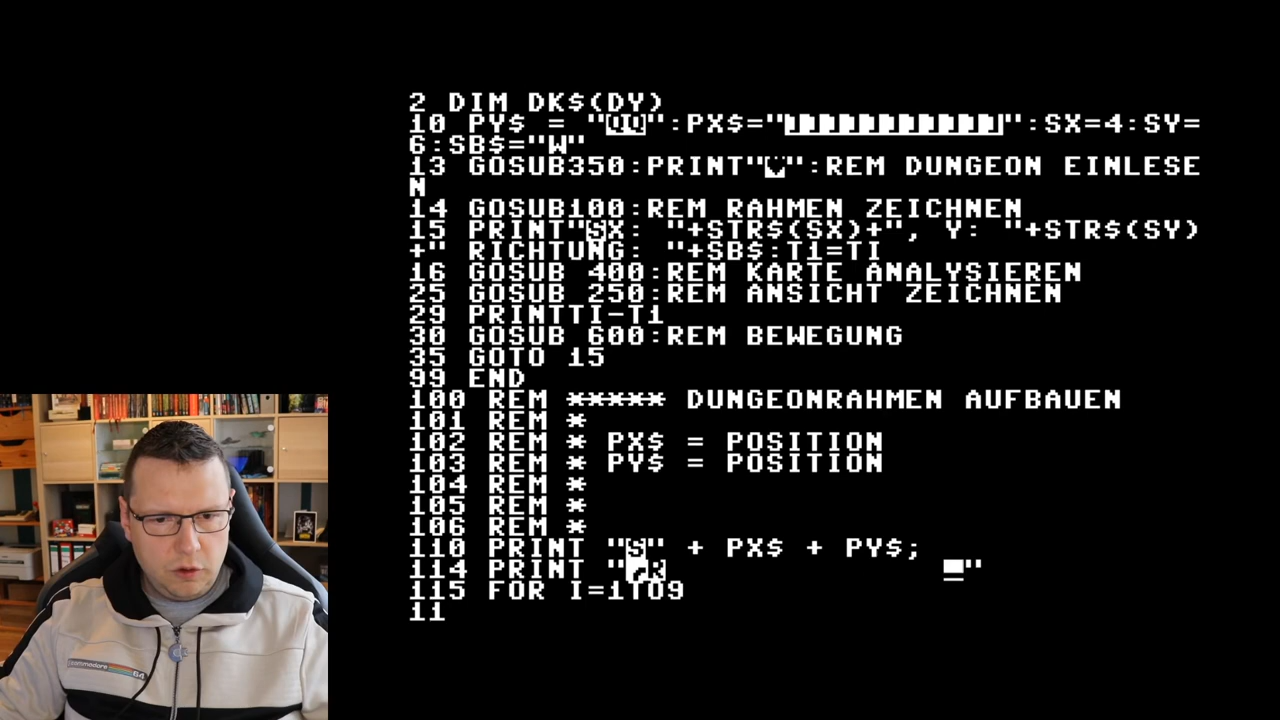 2 DIM DK$(DY)
10 PY$ = "QQ":PX$="]]]]]]]]]]]":SX=4:SY=
6:SB$="W"
13 GOSUB350:PRINT"♥":REM DUNGEON EINLESE
N
14 GOSUB100:REM RAHMEN ZEICHNEN
15 PRINT"SX: "+STR$(SX)+", Y: "+STR$(SY)
+" RICHTUNG: "+SB$:T1=TI
16 GOSUB 400:REM KARTE ANALYSIEREN
25 GOSUB 250:REM ANSICHT ZEICHNEN
29 PRINTTI-T1
30 GOSUB 600:REM BEWEGUNG
35 GOTO 15
99 END
100 REM ***** DUNGEONRAHMEN AUFBAUEN
101 REM *
102 REM * PX$ = POSITION
103 REM * PY$ = POSITION
104 REM *
105 REM *
106 REM *
110 PRINT "S" + PX$ + PY$;
114 PRINT "R "
115 FOR I=1TO9
11
commodore
64